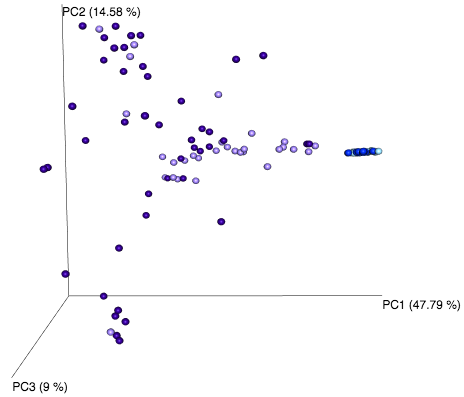 PC2 (14.58 %)
PC1 (47.79 %)
PC3 (9 %)